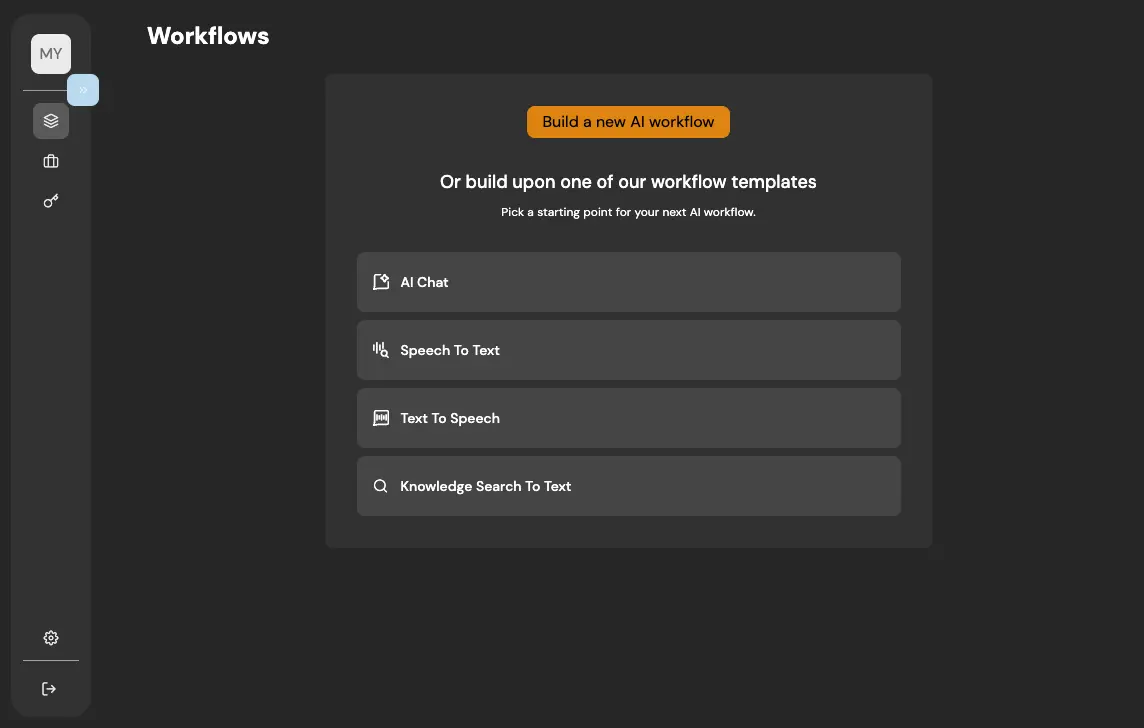 MY
Workflows
Build a new AI workflow
Or build upon one of our workflow templates
Pick a starting point for your next AI workflow.
AI Chat
Speech To Text
Text To Speech
Knowledge Search To Text